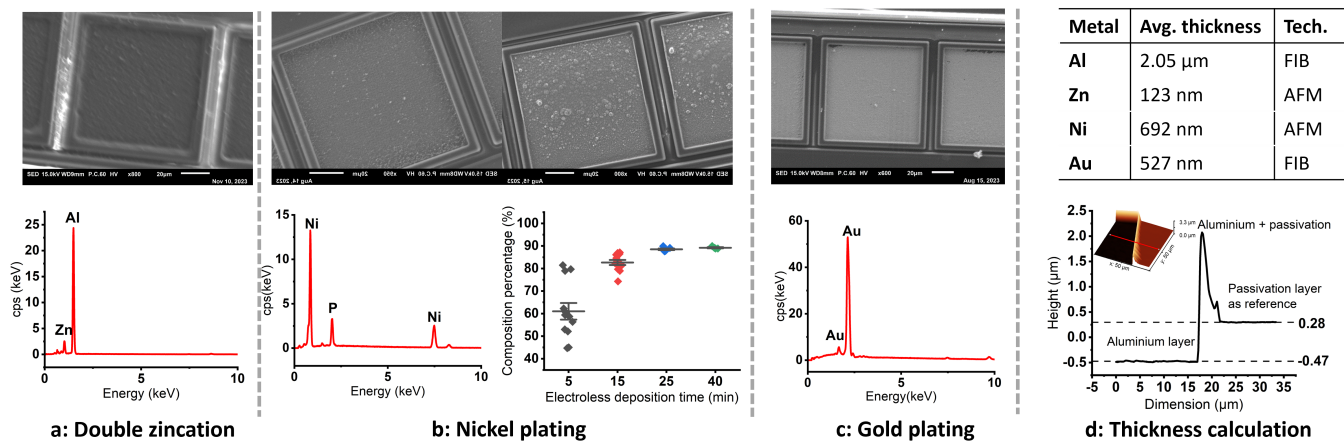 SED 15.0kV WD9mm P.C.60 HV x800 20µm
Nov 10, 2023
SED 15.0kV WD8mm P.C.60 HV x950 20µm Aug 14, 2023
SED 15.0kV WD8mm P.C.60 HV x900 20µm Aug 15, 2023
SED 15.0kV WD8mm P.C.60 HV x600 20µm
Aug 15, 2023
Metal Avg. thickness Tech.
Al 2.05 µm FIB
Zn 123 nm AFM
Ni 692 nm AFM
Au 527 nm FIB
cps (keV)
25
20
15
10
5
0
Al
Zn
0 5 10
Energy (keV)
a: Double zincation
cps(keV)
15
10
5
0
Ni
P
Ni
0 5 10
Energy (keV)
Composition percentage (%)
100
90
80
70
60
50
40
5 15 25 40
Electroless deposition time (min)
b: Nickel plating
cps(keV)
60
40
20
0
Au
Au
0 5 10
Energy(keV)
c: Gold plating
Height (µm)
2.5
2.0
1.5
1.0
0.5
0.0
-0.5
3.3 µm
0.0 µm
x: 50 µm
y: 50 µm
Aluminium + passivation
Passivation layer
as reference
0.28
Aluminium layer
-0.47
-5 0 5 10 15 20 25 30 35
Dimension (µm)
d: Thickness calculation